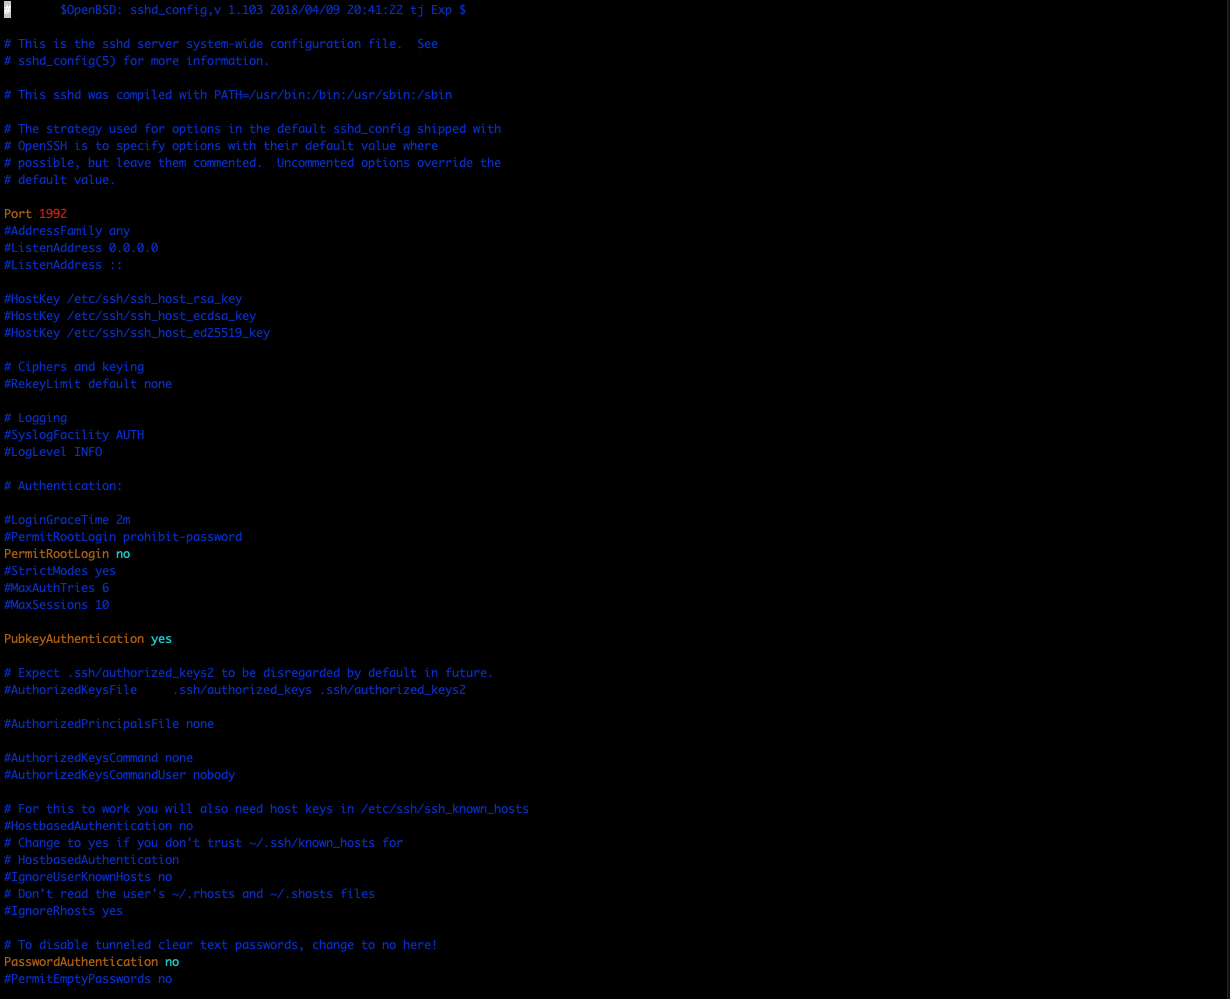 #       $OpenBSD: sshd_config,v 1.103 2018/04/09 20:41:22 tj Exp $

# This is the sshd server system-wide configuration file.  See
# sshd_config(5) for more information.

# This sshd was compiled with PATH=/usr/bin:/bin:/usr/sbin:/sbin

# The strategy used for options in the default sshd_config shipped with
# OpenSSH is to specify options with their default value where
# possible, but leave them commented.  Uncommented options override the
# default value.

Port 1992
#AddressFamily any
#ListenAddress 0.0.0.0
#ListenAddress ::

#HostKey /etc/ssh/ssh_host_rsa_key
#HostKey /etc/ssh/ssh_host_ecdsa_key
#HostKey /etc/ssh/ssh_host_ed25519_key

# Ciphers and keying
#RekeyLimit default none

# Logging
#SyslogFacility AUTH
#LogLevel INFO

# Authentication:

#LoginGraceTime 2m
#PermitRootLogin prohibit-password
PermitRootLogin no
#StrictModes yes
#MaxAuthTries 6
#MaxSessions 10

PubkeyAuthentication yes

# Expect .ssh/authorized_keys2 to be disregarded by default in future.
#AuthorizedKeysFile     .ssh/authorized_keys .ssh/authorized_keys2

#AuthorizedPrincipalsFile none

#AuthorizedKeysCommand none
#AuthorizedKeysCommandUser nobody

# For this to work you will also need host keys in /etc/ssh/ssh_known_hosts
#HostbasedAuthentication no
# Change to yes if you don't trust ~/.ssh/known_hosts for
# HostbasedAuthentication
#IgnoreUserKnownHosts no
# Don't read the user's ~/.rhosts and ~/.shosts files
#IgnoreRhosts yes

# To disable tunneled clear text passwords, change to no here!
PasswordAuthentication no
#PermitEmptyPasswords no